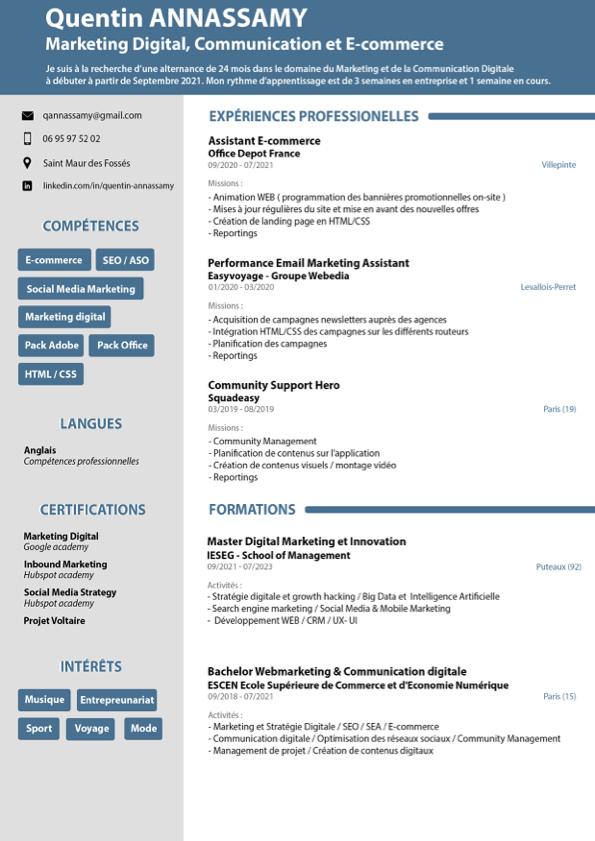 Quentin ANNASSAMY
Marketing Digital, Communication et E-commerce
Je suis à la recherche d'une alternance de 24 mois dans le domaine du Marketing et de la Communication Digitale
à débuter à partir de Septembre 2021. Mon rythme d'apprentissage est de 3 semaines en entreprise et 1 semaine en cours.
qannassamy@gmail.com
06 95 97 52 02
Saint Maur des Fossés
linkedin.com/in/quentin-annassamy
COMPÉTENCES
E-commerce
SEO / ASO
Social Media Marketing
Marketing digital
Pack Adobe
Pack Office
HTML / CSS
LANGUES
Anglais
Compétences professionnelles
CERTIFICATIONS
Marketing Digital
Google academy
Inbound Marketing
Hubspot academy
Social Media Strategy
Hubspot academy
Projet Voltaire
INTÉRÊTS
Musique
Entrepreunariat
Sport
Voyage
Mode
EXPÉRIENCES PROFESSIONELLES
Assistant E-commerce
Office Depot France
09/2020 - 07/2021
Villepinte
Missions :
- Animation WEB ( programmation des bannières promotionnelles on-site )
- Mises à jour régulières du site et mise en avant des nouvelles offres
- Création de landing page en HTML/CSS
- Reportings
Performance Email Marketing Assistant
Easyvoyage - Groupe Webedia
01/2020 - 03/2020
Levallois-Perret
Missions :
- Acquisition de campagnes newsletters auprès des agences
- Intégration HTML/CSS des campagnes sur les différents routeurs
- Planification des campagnes
- Reportings
Community Support Hero
Squadeasy
03/2019 - 08/2019
Paris (19)
Missions :
- Community Management
- Planification de contenus sur l'application
- Création de contenus visuels / montage vidéo
- Reportings
FORMATIONS
Master Digital Marketing et Innovation
IESEG - School of Management
09/2021 - 07/2023
Puteaux (92)
Activités :
- Stratégie digitale et growth hacking / Big Data et Intelligence Artificielle
- Search engine marketing / Social Media & Mobile Marketing
- Développement WEB / CRM / UX- UI
Bachelor Webmarketing & Communication digitale
ESCEN Ecole Supérieure de Commerce et d'Economie Numérique
09/2018 - 07/2021
Paris (15)
Activités :
- Marketing et Stratégie Digitale / SEO / SEA / E-commerce
- Communication digitale / Optimisation des réseaux sociaux / Community Management
- Management de projet / Création de contenus digitaux